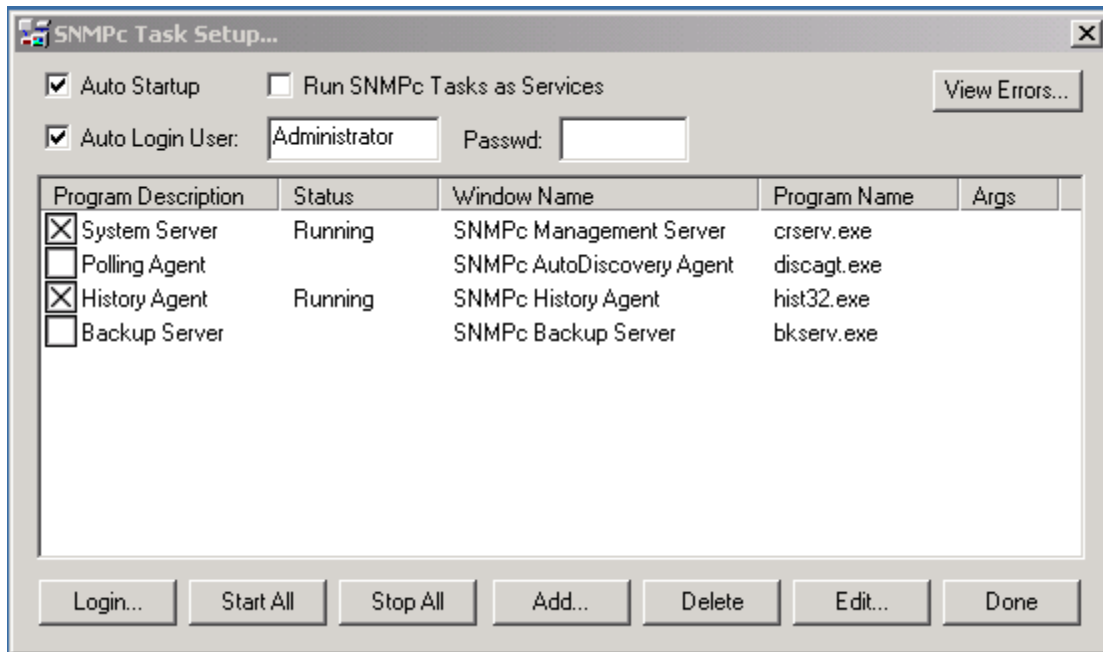 SNMPc Task Setup...
Auto Startup Run SNMPc Tasks as Services View Errors...
Auto Login User: Administrator Passwd:
Program Description Status Window Name Program Name Args
System Server Running SNMPc Management Server crserv.exe
Polling Agent SNMPc AutoDiscovery Agent discagt.exe
History Agent Running SNMPc History Agent hist32.exe
Backup Server SNMPc Backup Server bkserv.exe
Login... Start All Stop All Add... Delete Edit... Done